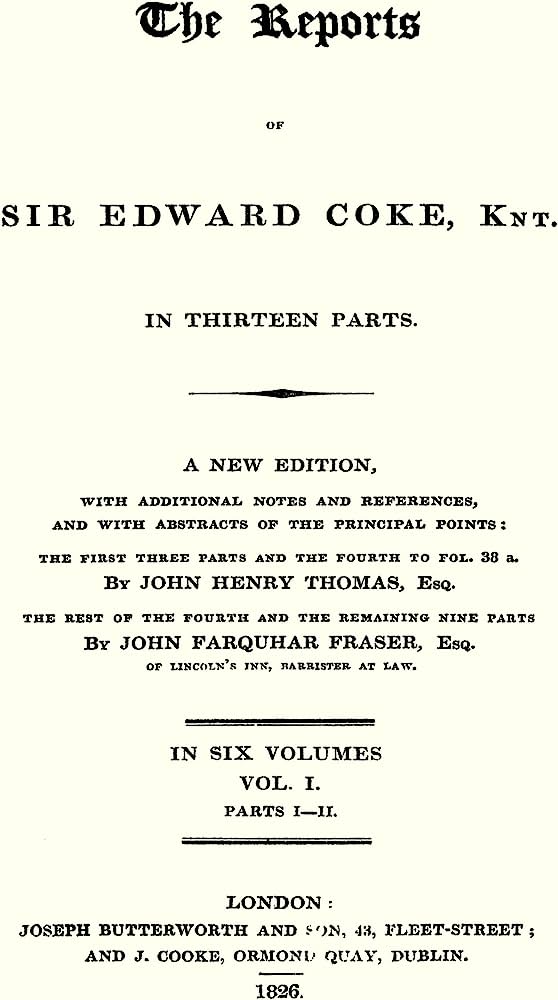 The Reports
OF
SIR EDWARD COKE, KNT.
IN THIRTEEN PARTS.
A NEW EDITION,
WITH ADDITIONAL NOTES AND REFERENCES,
AND WITH ABSTRACTS OF THE PRINCIPAL POINTS:
THE FIRST THREE PARTS AND THE FOURTH TO FOL. 38 a.
BY JOHN HENRY THOMAS, ESQ.
THE REST OF THE FOURTH AND THE REMAINING NINE PARTS
BY JOHN FARQUHAR FRASER, ESQ.
OF LINCOLN'S INN, BARRISTER AT LAW.
IN SIX VOLUMES
VOL. I.
PARTS I—II.
LONDON:
JOSEPH BUTTERWORTH AND SON, 43, FLEET-STREET;
AND J. COOKE, ORMOND QUAY, DUBLIN.
1826.